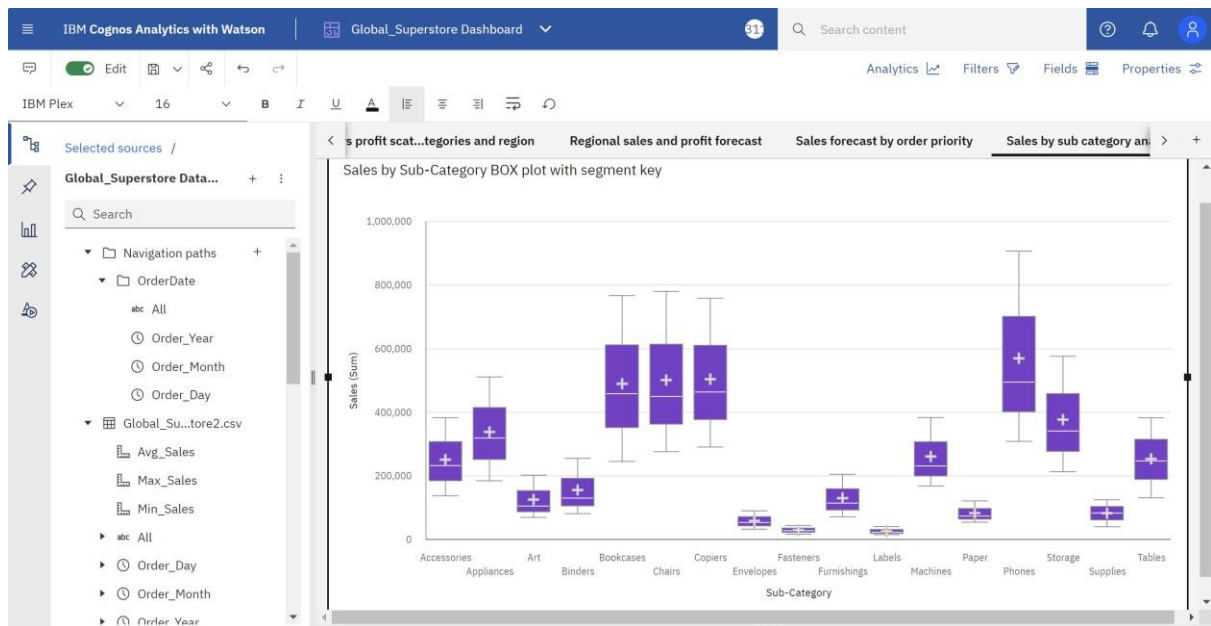 IBM Cognos Analytics with Watson
Global_Superstore Dashboard
Search content
Edit
Analytics
Filters
Fields
Properties
IBM Plex
16
B I U A
Selected sources /
Global_Superstore Data...
Search
Navigation paths
OrderDate
abc All
Order_Year
Order_Month
Order_Day
Global_Su...tore2.csv
Avg_Sales
Max_Sales
Min_Sales
abc All
Order_Day
Order_Month
Order_Year
s profit scat...tegories and region
Regional sales and profit forecast
Sales forecast by order priority
Sales by sub category an
Sales by Sub-Category BOX plot with segment key
1,000,000
800,000
600,000
400,000
200,000
0
Sales (Sum)
Accessories
Appliances
Art
Binders
Bookcases
Chairs
Copiers
Envelopes
Fasteners
Furnishings
Labels
Machines
Paper
Phones
Storage
Supplies
Tables
Sub-Category